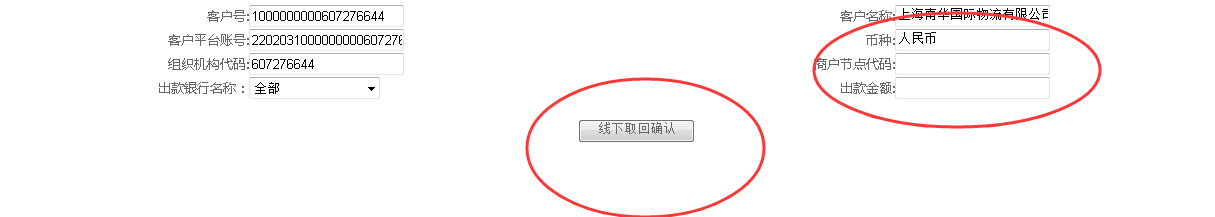 客户号:1000000000607276644 客户名称:上海南华国际物流有限公司
客户平台账号:2202031000000000607276 币种:人民币
组织机构代码:607276644 商户节点代码:
出款银行名称：全部 出款金额:
线下取回确认